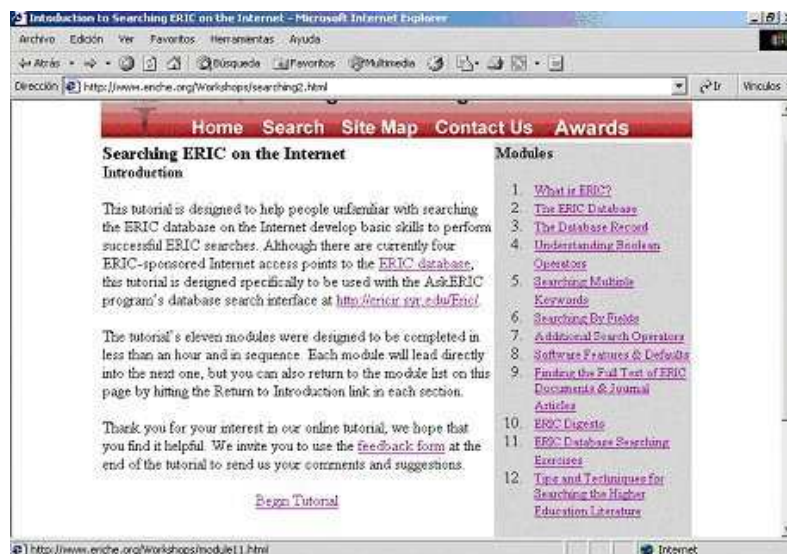 Introduction to Searching ERIC on the Internet - Microsoft Internet Explorer
Archivo Edición Ver Favoritos Herramientas Ayuda
Atrás Búsqueda Favoritos Multimedia
Dirección http://www.eriche.org/Workshops/searching2.html Ir Vínculos
Home Search Site Map Contact Us Awards
Searching ERIC on the Internet
Introduction
This tutorial is designed to help people unfamiliar with searching
the ERIC database on the Internet develop basic skills to perform
successful ERIC searches. Although there are currently four
ERIC-sponsored Internet access points to the ERIC database,
this tutorial is designed specifically to be used with the AskERIC
program's database search interface at http://ericir.syr.edu/Eric/.
The tutorial's eleven modules were designed to be completed in
less than an hour and in sequence. Each module will lead directly
into the next one, but you can also return to the module list on this
page by hitting the Return to Introduction link in each section.
Thank you for your interest in our online tutorial, we hope that
you find it helpful. We invite you to use the feedback form at the
end of the tutorial to send us your comments and suggestions.
Begin Tutorial
Modules
1. What is ERIC?
2. The ERIC Database
3. The Database Record
4. Understanding Boolean
Operators
5. Searching Multiple
Keywords
6. Searching By Fields
7. Additional Search Operators
8. Software Features & Defaults
9. Finding the Full Text of ERIC
Documents & Journal
Articles
10. ERIC Digests
11. ERIC Database Searching
Exercises
12. Tips and Techniques for
Searching the Higher
Education Literature
http://www.eriche.org/Workshops/module11.html Internet